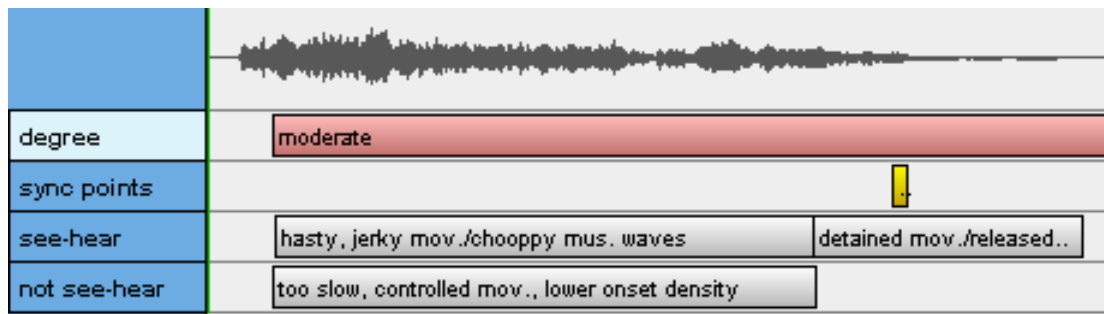 degree
moderate
sync points
..
see-hear
hasty, jerky mov./chooppy mus. waves
detained mov./released..
not see-hear
too slow, controlled mov., lower onset density